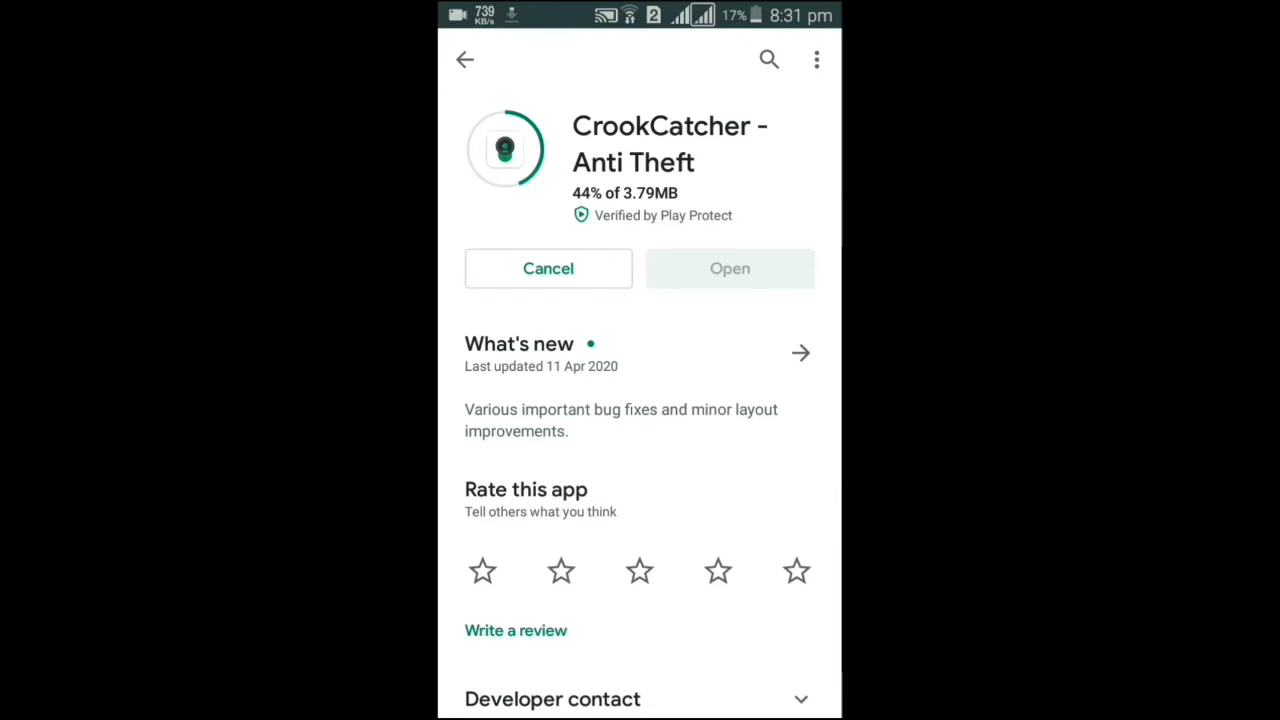 739
KB/s
2
17%
8:31 pm
CrookCatcher -
Anti Theft
44% of 3.79MB
Verified by Play Protect
Cancel
Open
What's new
Last updated 11 Apr 2020
Various important bug fixes and minor layout
improvements.
Rate this app
Tell others what you think
Write a review
Developer contact